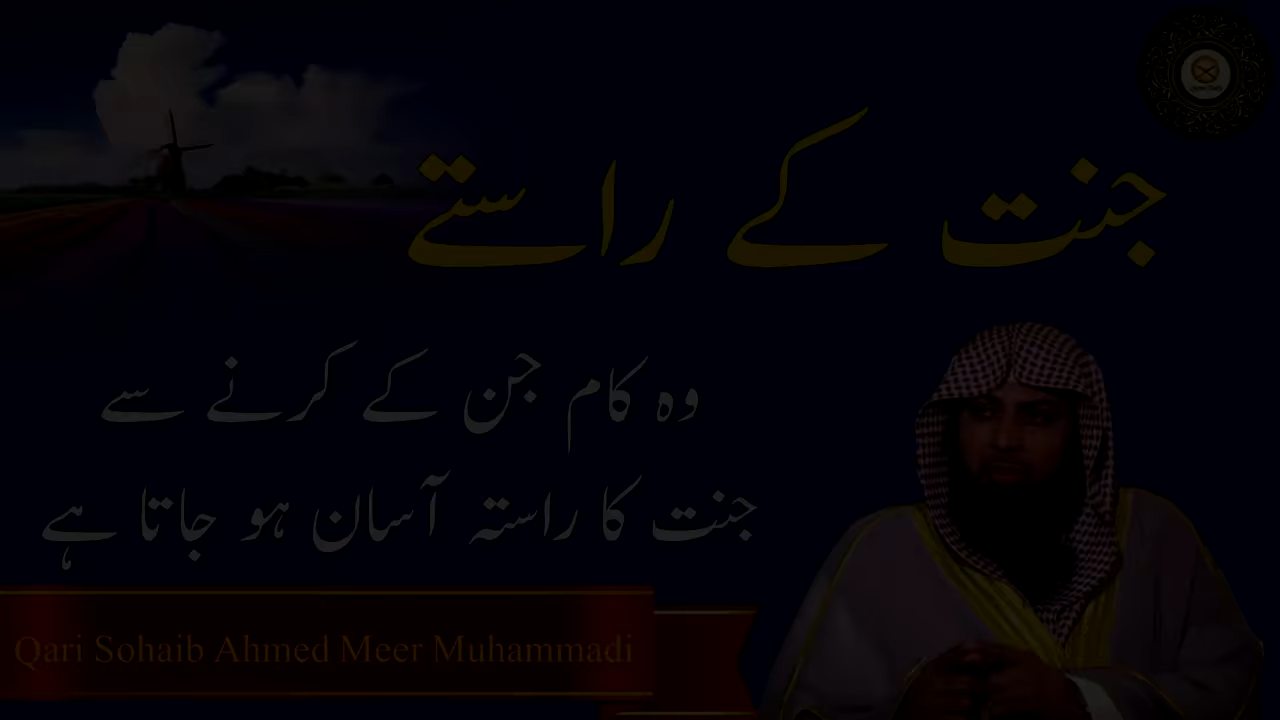 جنت کے راستے
وہ کام جن کے کرنے سے
جنت کا راستہ آسان ہو جاتا ہے
Qari Sohaib Ahmed Meer Muhammadi